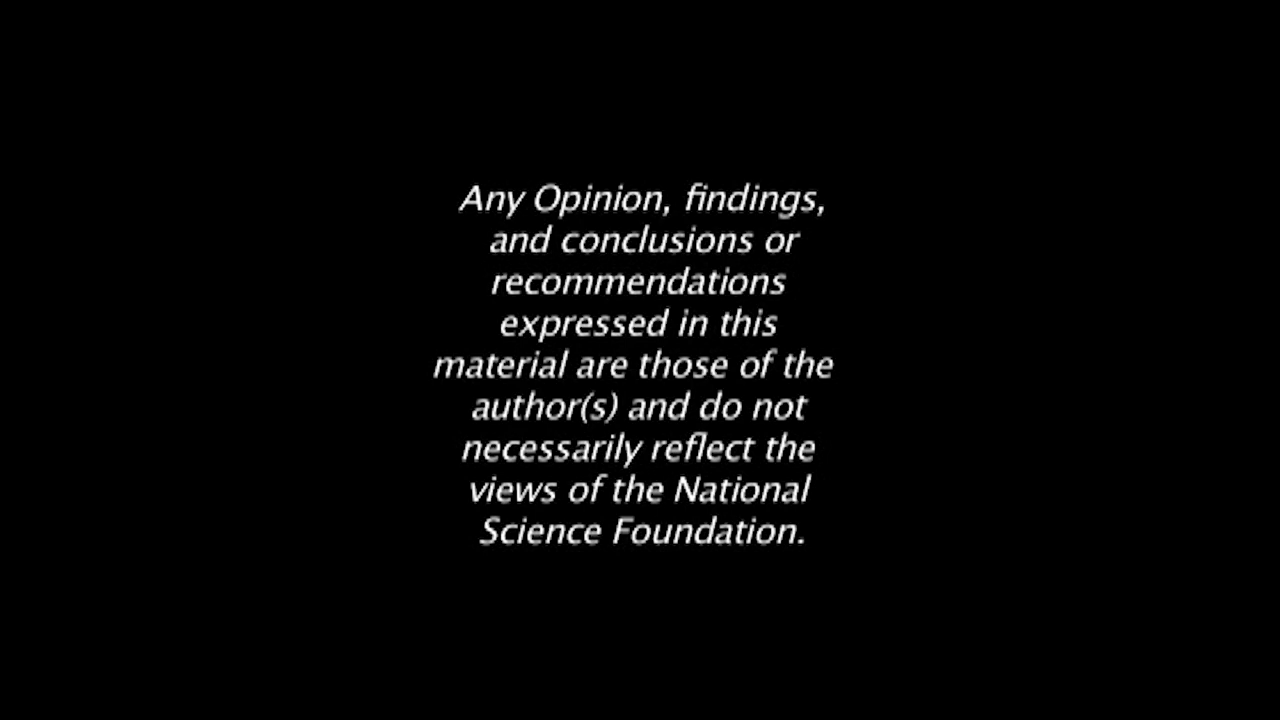 Any Opinion, findings,
and conclusions or
recommendations
expressed in this
material are those of the
author(s) and do not
necessarily reflect the
views of the National
Science Foundation.